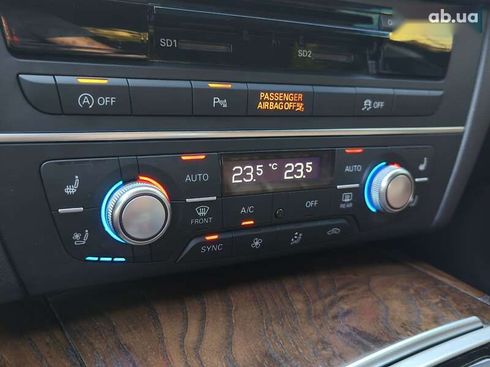 ab.ua
SD1 SD2
A OFF P PASSENGER AIRBAG OFF OFF
AUTO 23.5 °C 23.5 AUTO
FRONT A/C OFF REAR
SYNC